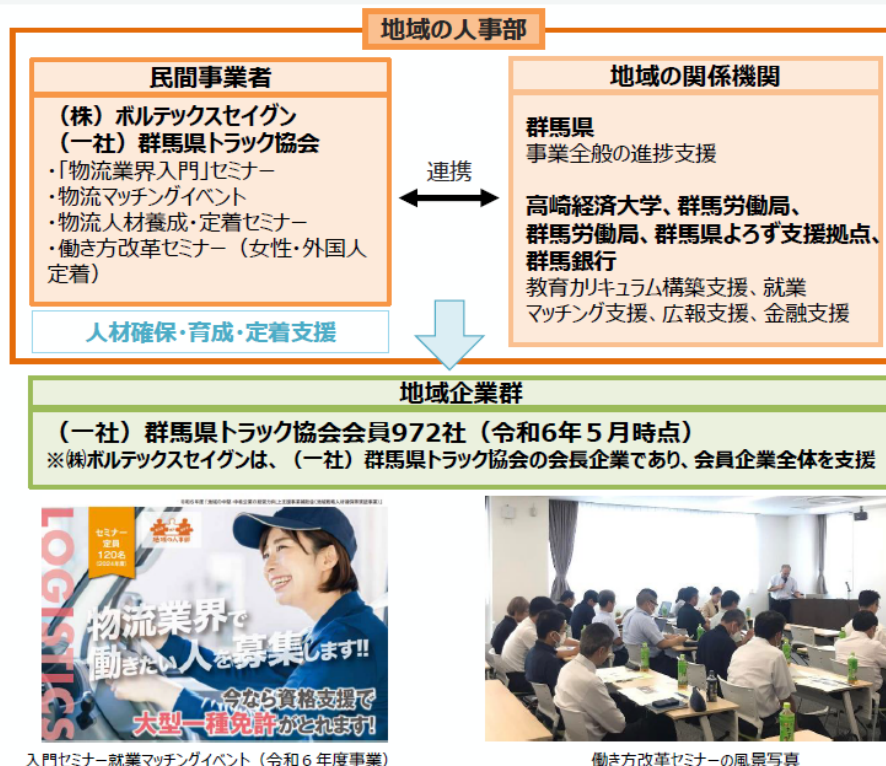 地域の人事部
民間事業者
（株）ボルテックスセイグン
（一社）群馬県トラック協会
・「物流業界入門」セミナー
・物流マッチングイベント
・物流人材養成・定着セミナー
・働き方改革セミナー（女性・外国人
定着）
人材確保・育成・定着支援
連携
地域の関係機関
群馬県
事業全般の進捗支援
高崎経済大学、群馬労働局、
群馬労働局、群馬県よろず支援拠点、
群馬銀行
教育カリキュラム構築支援、就業
マッチング支援、広報支援、金融支援
地域企業群
（一社）群馬県トラック協会会員972社（令和6年５月時点）
※㈱ボルテックスセイグンは、（一社）群馬県トラック協会の会長企業であり、会員企業全体を支援
LOGISTICS
セミナー
定員
120名
地域の人事部
物流業界で
働きたい人を募集します!!
今なら資格支援で
大型一種免許がとれます!
入門セミナー就業マッチングイベント（令和６年度事業）
働き方改革セミナーの風景写真